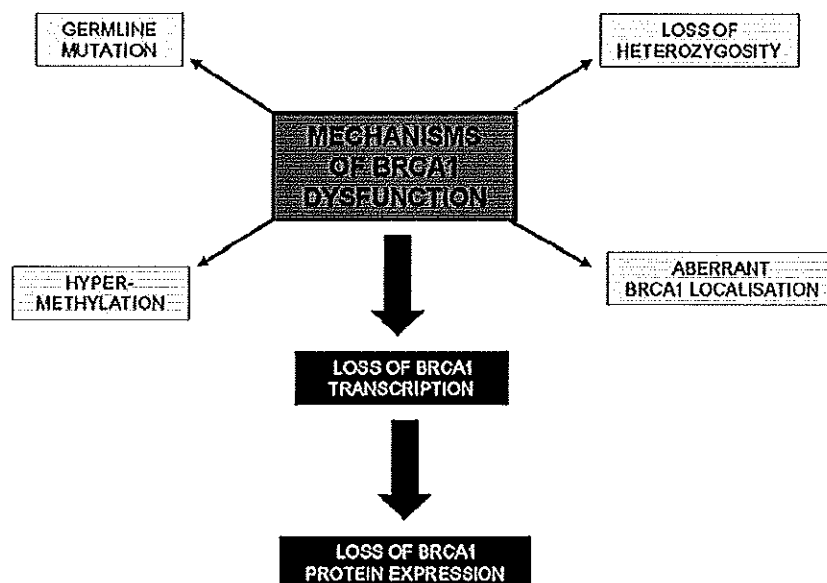 GERMLINE
MUTATION
LOSS OF
HETEROZYGOSITY
MECHANISMS
OF BRCA1
DYSFUNCTION
HYPER-
METHYLATION
ABERRANT
BRCA1 LOCALISATION
LOSS OF BRCA1
TRANSCRIPTION
LOSS OF BRCA1
PROTEIN EXPRESSION